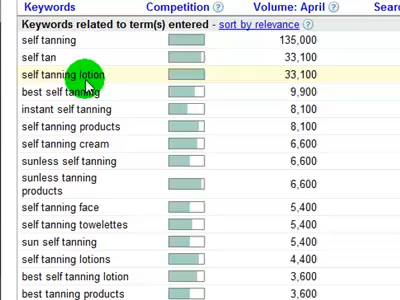 Keywords Competition Volume: April Sear
Keywords related to term(s) entered - sort by relevance
self tanning 135,000
self tan 33,100
self tanning lotion 33,100
best self tanning 9,900
instant self tanning 8,100
self tanning products 8,100
self tanning cream 6,600
sunless self tanning 6,600
sunless tanning
products 6,600
self tanning face 5,400
self tanning towelettes 5,400
sun self tanning 5,400
self tanning lotions 4,400
best self tanning lotion 3,600
best tanning products 3,600